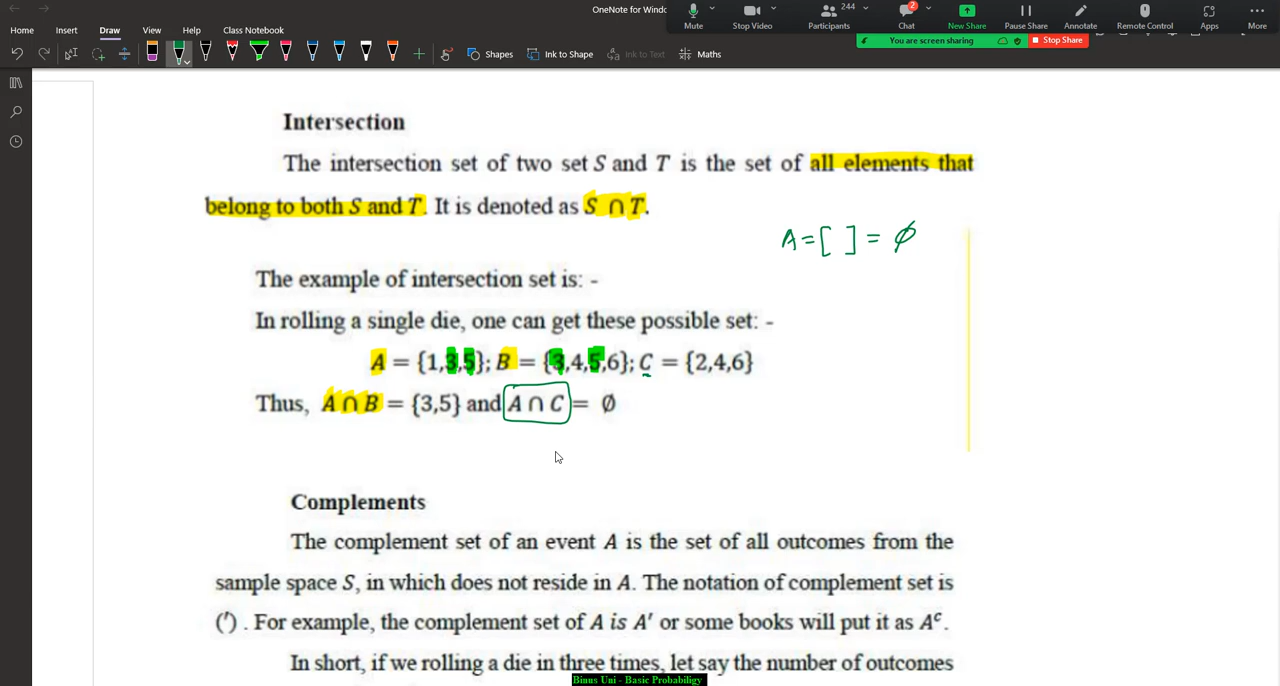 OneNote for Windo
Mute Stop Video 244 Participants 2 Chat New Share Pause Share Annotate Remote Control Apps More
Home Insert Draw View Help Class Notebook
You are screen sharing Stop Share
Shapes Ink to Shape Ink to Text Maths
Intersection
The intersection set of two set S and T is the set of all elements that
belong to both S and T. It is denoted as S ∩ T.
A = [ ] = ∅
The example of intersection set is: -
In rolling a single die, one can get these possible set: -
A = {1,3,5}; B = {3,4,5,6}; C = {2,4,6}
Thus, A ∩ B = {3,5} and A ∩ C = ∅
Complements
The complement set of an event A is the set of all outcomes from the
sample space S, in which does not reside in A. The notation of complement set is
(′) . For example, the complement set of A is A′ or some books will put it as Aᶜ.
In short, if we rolling a die in three times, let say the number of outcomes
Binus Uni - Basic Probabiligy